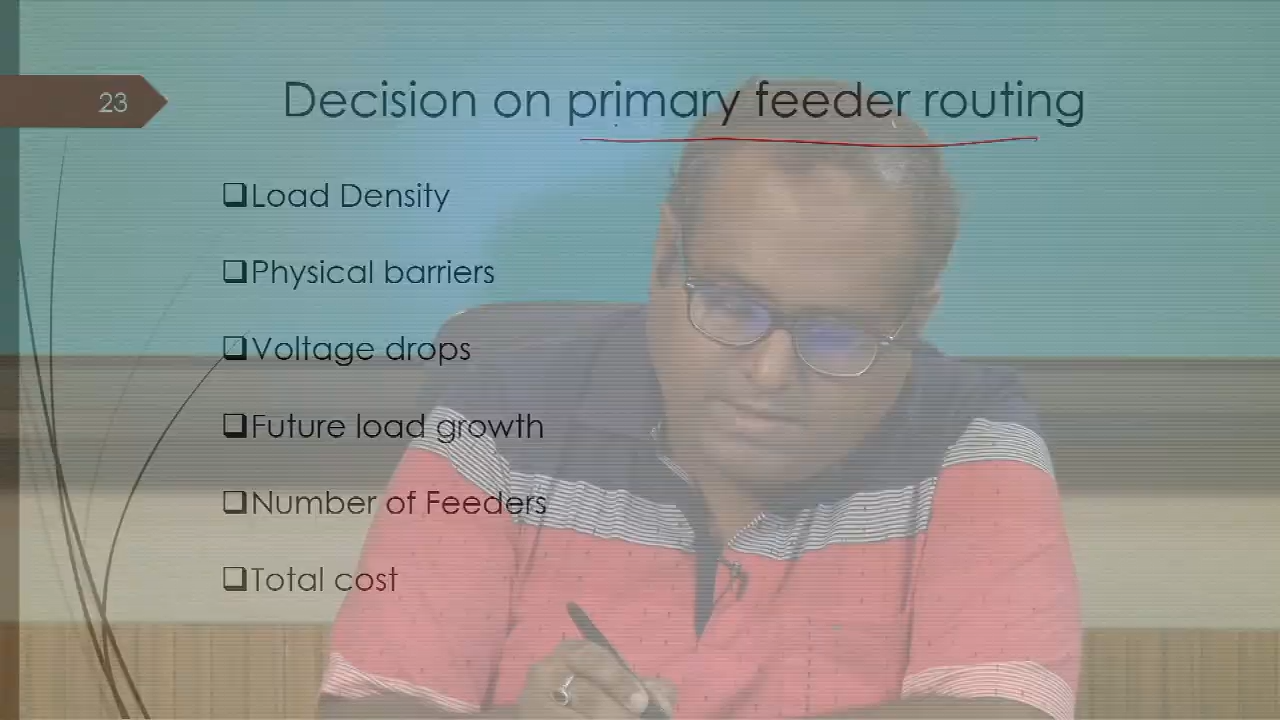 23
Decision on primary feeder routing
❑Load Density
❑Physical barriers
❑Voltage drops
❑Future load growth
❑Number of Feeders
❑Total cost